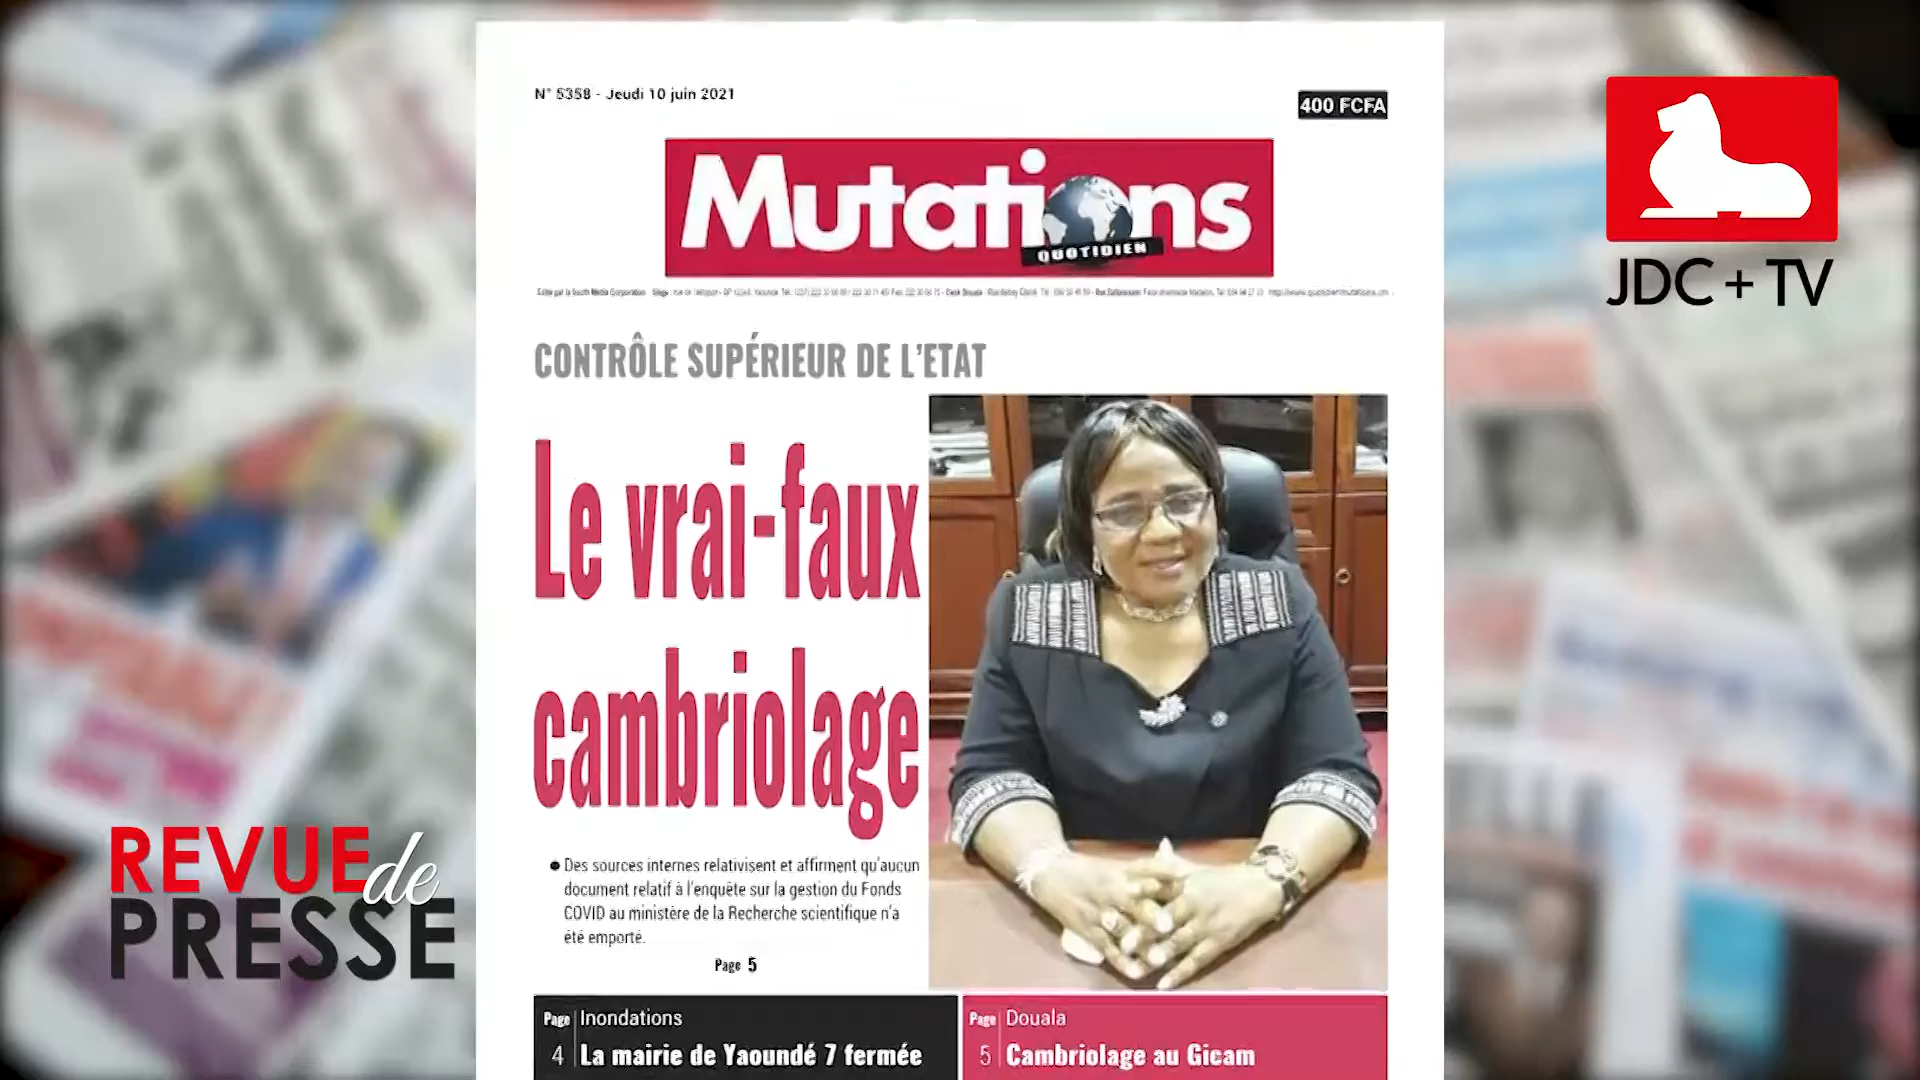 N° 5358 - Jeudi 10 juin 2021
400 FCFA
Mutations
QUOTIDIEN
JDC + TV
CONTRÔLE SUPÉRIEUR DE L'ETAT
Le vrai-faux
cambriolage
Des sources internes relativisent et affirment qu'aucun
document relatif à l'enquête sur la gestion du Fonds
COVID au ministère de la Recherche scientifique n'a
été emporté.
Page 5
REVUE de
PRESSE
Page 4
Inondations
La mairie de Yaoundé 7 fermée
Page 5
Douala
Cambriolage au Gicam